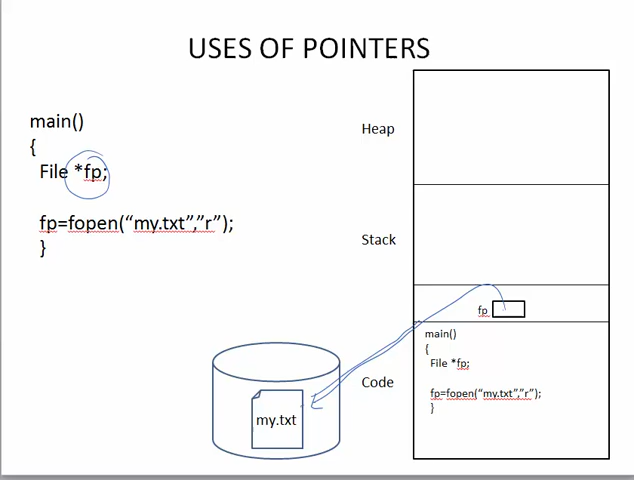 USES OF POINTERS
main()
{
File *fp;
fp=fopen(“my.txt”,”r”);
}
Heap
Stack
fp
Code
main()
{
File *fp;
fp=fopen(“my.txt”,”r”);
}
my.txt